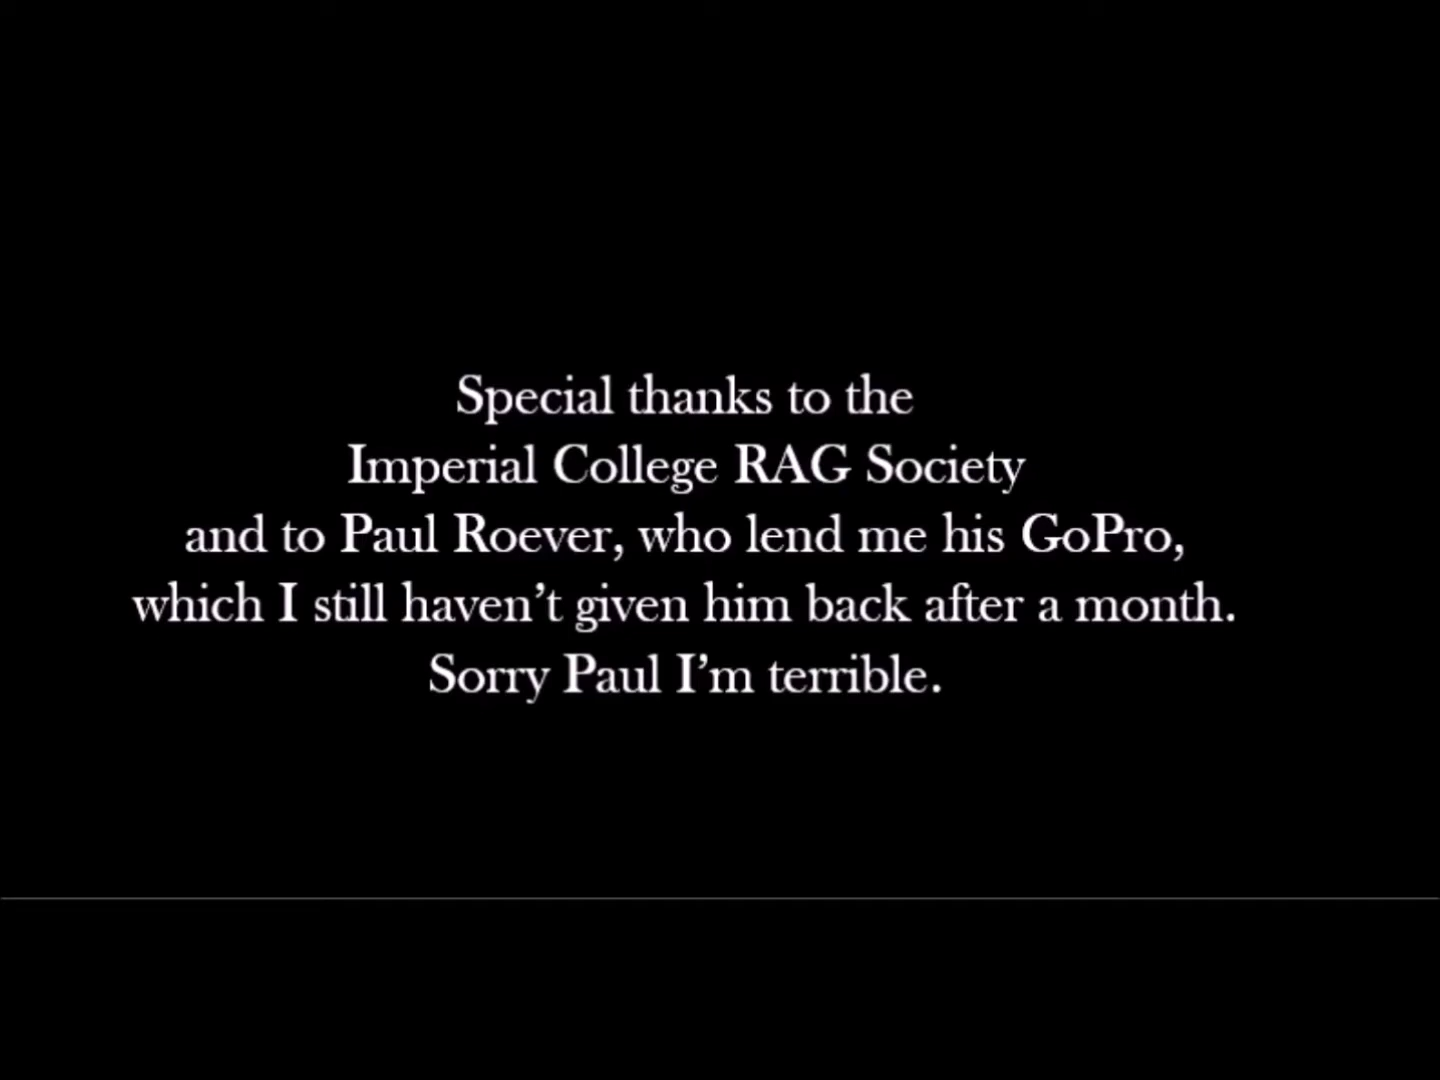 Special thanks to the
Imperial College RAG Society
and to Paul Roever, who lend me his GoPro,
which I still haven’t given him back after a month.
Sorry Paul I’m terrible.